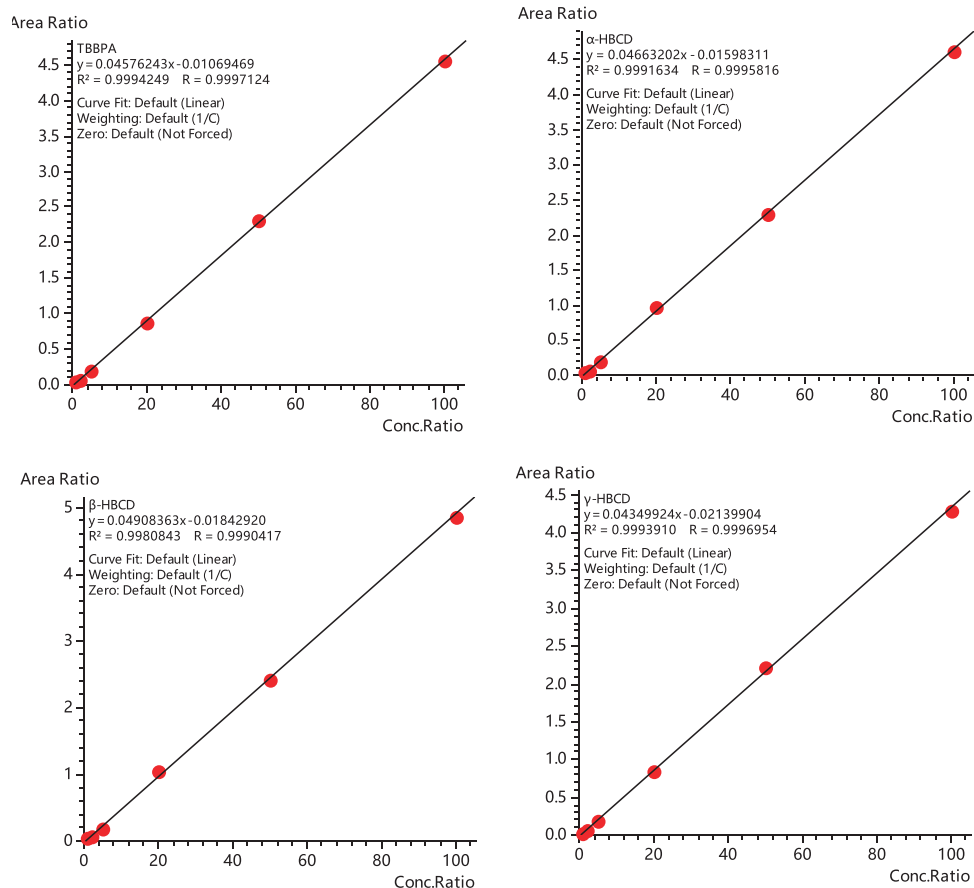 Area Ratio
TBBPA
y = 0.04576243x - 0.01069469
R² = 0.9994249 R = 0.9997124
Curve Fit: Default (Linear)
Weighting: Default (1/C)
Zero: Default (Not Forced)
4.5
4.0
3.5
3.0
2.5
2.0
1.5
1.0
0.5
0.0
0 20 40 60 80 100
Conc.Ratio
Area Ratio
α-HBCD
y = 0.04663202x - 0.01598311
R² = 0.9991634 R = 0.9995816
Curve Fit: Default (Linear)
Weighting: Default (1/C)
Zero: Default (Not Forced)
4.5
4.0
3.5
3.0
2.5
2.0
1.5
1.0
0.5
0.0
0 20 40 60 80 100
Conc.Ratio
Area Ratio
β-HBCD
y = 0.04908363x - 0.01842920
R² = 0.9980843 R = 0.9990417
Curve Fit: Default (Linear)
Weighting: Default (1/C)
Zero: Default (Not Forced)
5
4
3
2
1
0
0 20 40 60 80 100
Conc.Ratio
Area Ratio
γ-HBCD
y = 0.04349924x - 0.02139904
R² = 0.9993910 R = 0.9996954
Curve Fit: Default (Linear)
Weighting: Default (1/C)
Zero: Default (Not Forced)
4.5
4.0
3.5
3.0
2.5
2.0
1.5
1.0
0.5
0.0
0 20 40 60 80 100
Conc.Ratio